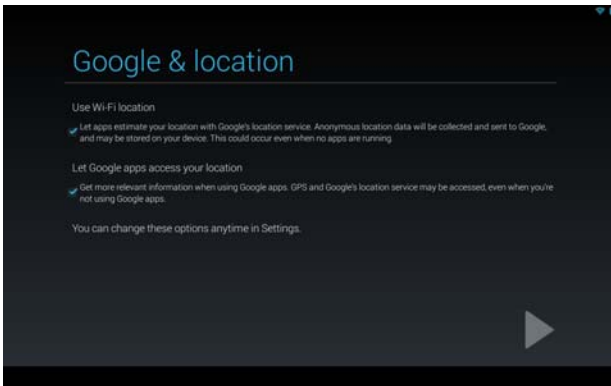 Google & location
Use Wi-Fi location
Let apps estimate your location with Google's location service. Anonymous location data will be collected and sent to Google,
and may be stored on your device. This could occur even when no apps are running.
Let Google apps access your location
Get more relevant information when using Google apps. GPS and Google's location service may be accessed, even when you're
not using Google apps.
You can change these options anytime in Settings.